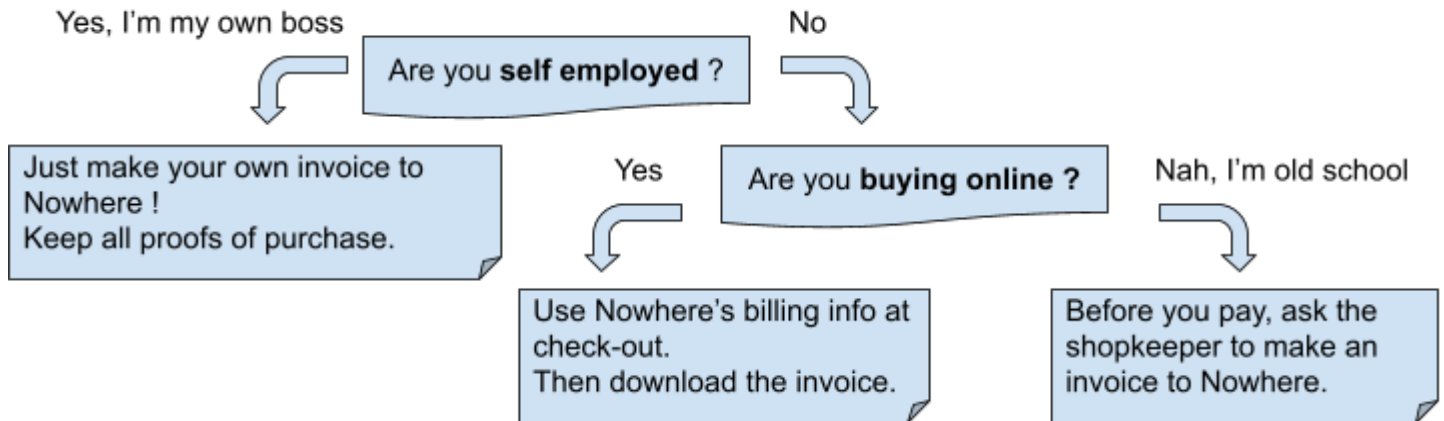 Yes, I'm my own boss
No
Are you self employed ?
Just make your own invoice to
Nowhere !
Keep all proofs of purchase.
Yes
Are you buying online ?
Nah, I'm old school
Use Nowhere's billing info at
check-out.
Then download the invoice.
Before you pay, ask the
shopkeeper to make an
invoice to Nowhere.